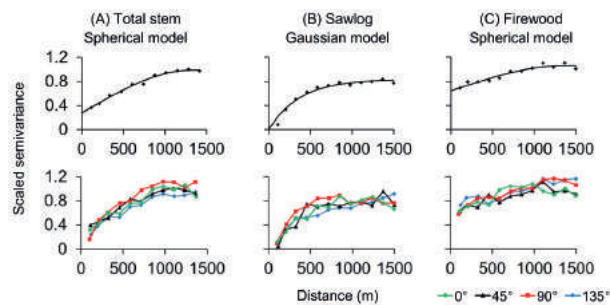 (A) Total stem
Spherical model
(B) Sawlog
Gaussian model
(C) Firewood
Spherical model
Scaled semivariance
1.2
0.8
0.4
0
0 500 1000 1500
0 500 1000 1500
0 500 1000 1500
1.2
0.8
0.4
0
0 500 1000 1500
0 500 1000 1500
0 500 1000 1500
Distance (m)
Distance (m)
Distance (m)
0° 45° 90° 135°